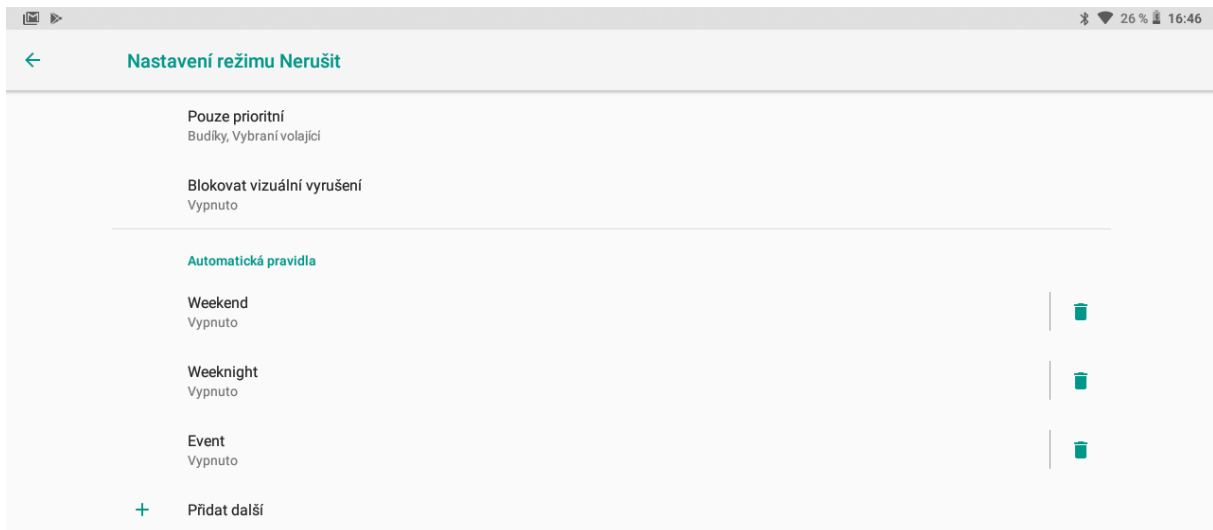 26 % 16:46
Nastavení režimu Nerušit
Pouze prioritní
Budíky, Vybraní volající
Blokovat vizuální vyrušení
Vypnuto
Automatická pravidla
Weekend
Vypnuto
Weeknight
Vypnuto
Event
Vypnuto
Přidat další